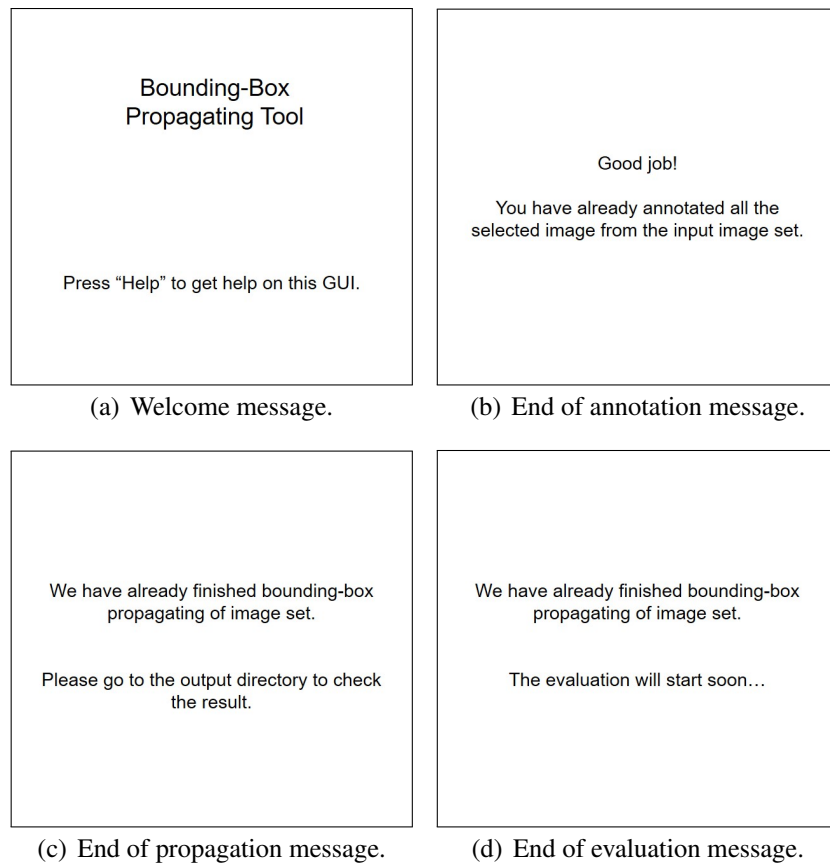 Bounding-Box
Propagating Tool
Press “Help” to get help on this GUI.
(a) Welcome message.
Good job!
You have already annotated all the
selected image from the input image set.
(b) End of annotation message.
We have already finished bounding-box
propagating of image set.
Please go to the output directory to check
the result.
(c) End of propagation message.
We have already finished bounding-box
propagating of image set.
The evaluation will start soon…
(d) End of evaluation message.